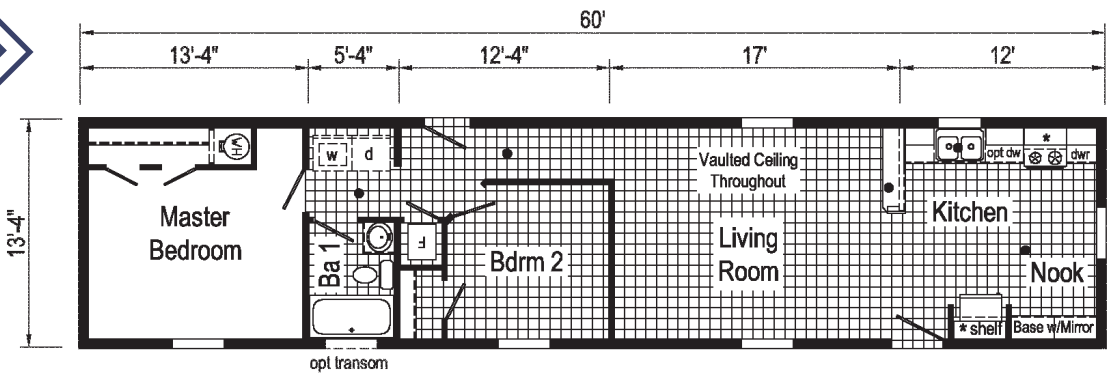 60'
13'-4" 5'-4" 12'-4" 17' 12'
13'-4"
WH
w d
Vaulted Ceiling
Throughout
*
opt dw
dwr
Master
Bedroom
Ba 1
F
Bdrm 2
Living
Room
Kitchen
Nook
* shelf
Base w/Mirror
opt transom